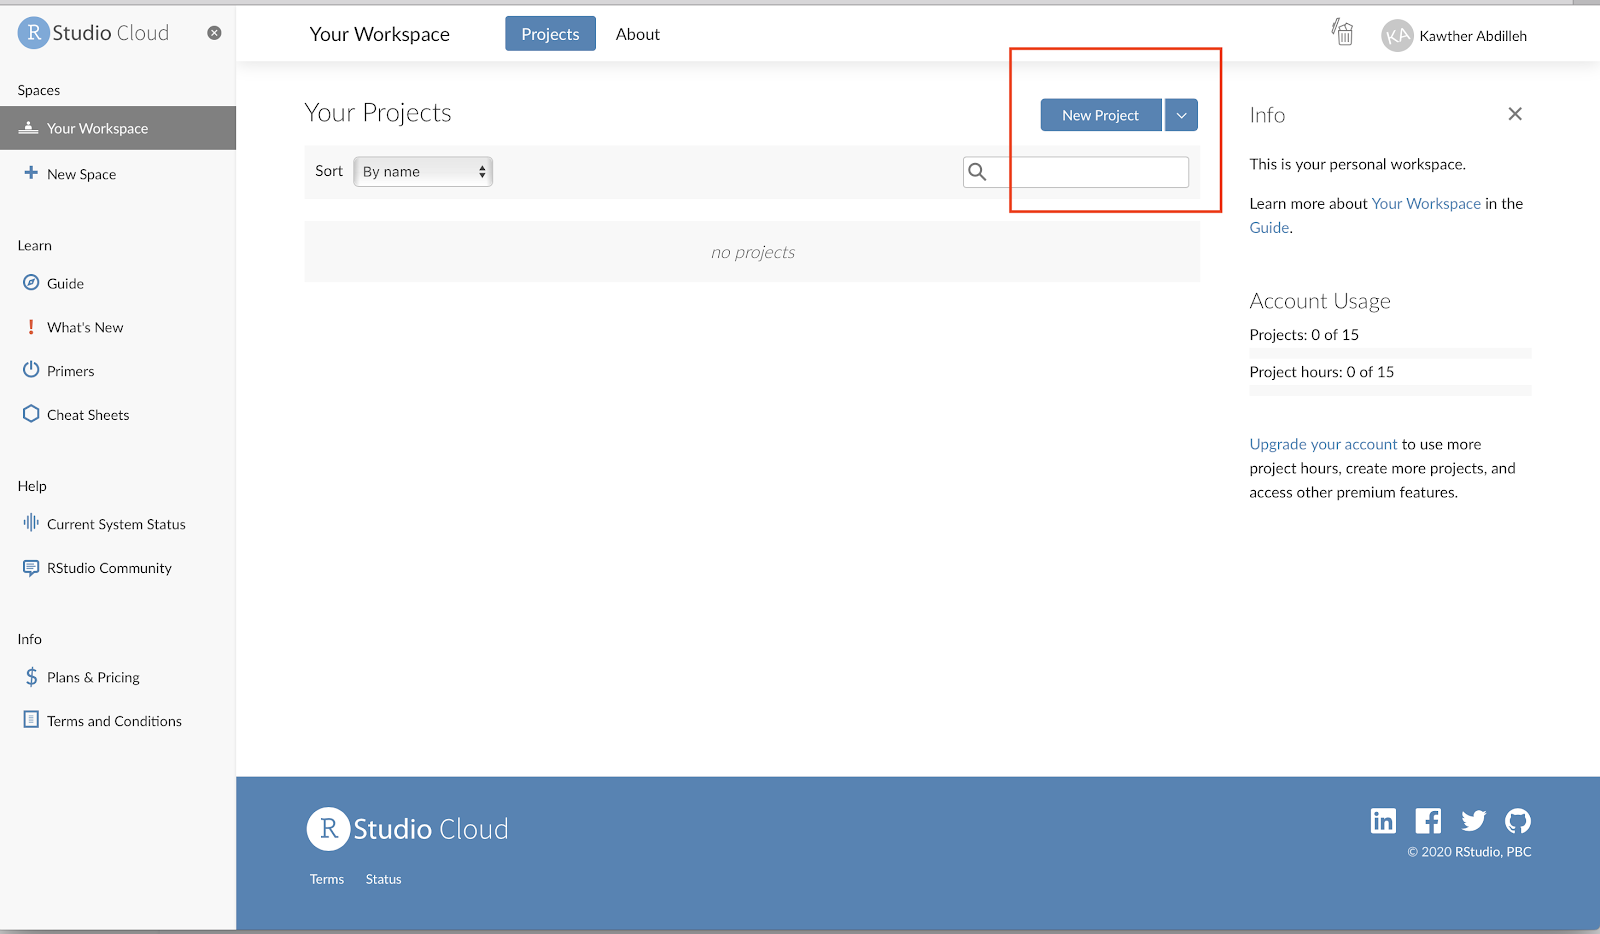 R Studio Cloud
Spaces
Your Workspace
New Space
Learn
Guide
What's New
Primers
Cheat Sheets
Help
Current System Status
RStudio Community
Info
Plans & Pricing
Terms and Conditions
Your Workspace
Projects
About
KA
Kawther Abdilleh
Your Projects
New Project
Sort
By name
no projects
Info
This is your personal workspace.
Learn more about Your Workspace in the
Guide.
Account Usage
Projects: 0 of 15
Project hours: 0 of 15
Upgrade your account to use more
project hours, create more projects, and
access other premium features.
R Studio Cloud
Terms
Status
in
© 2020 RStudio, PBC